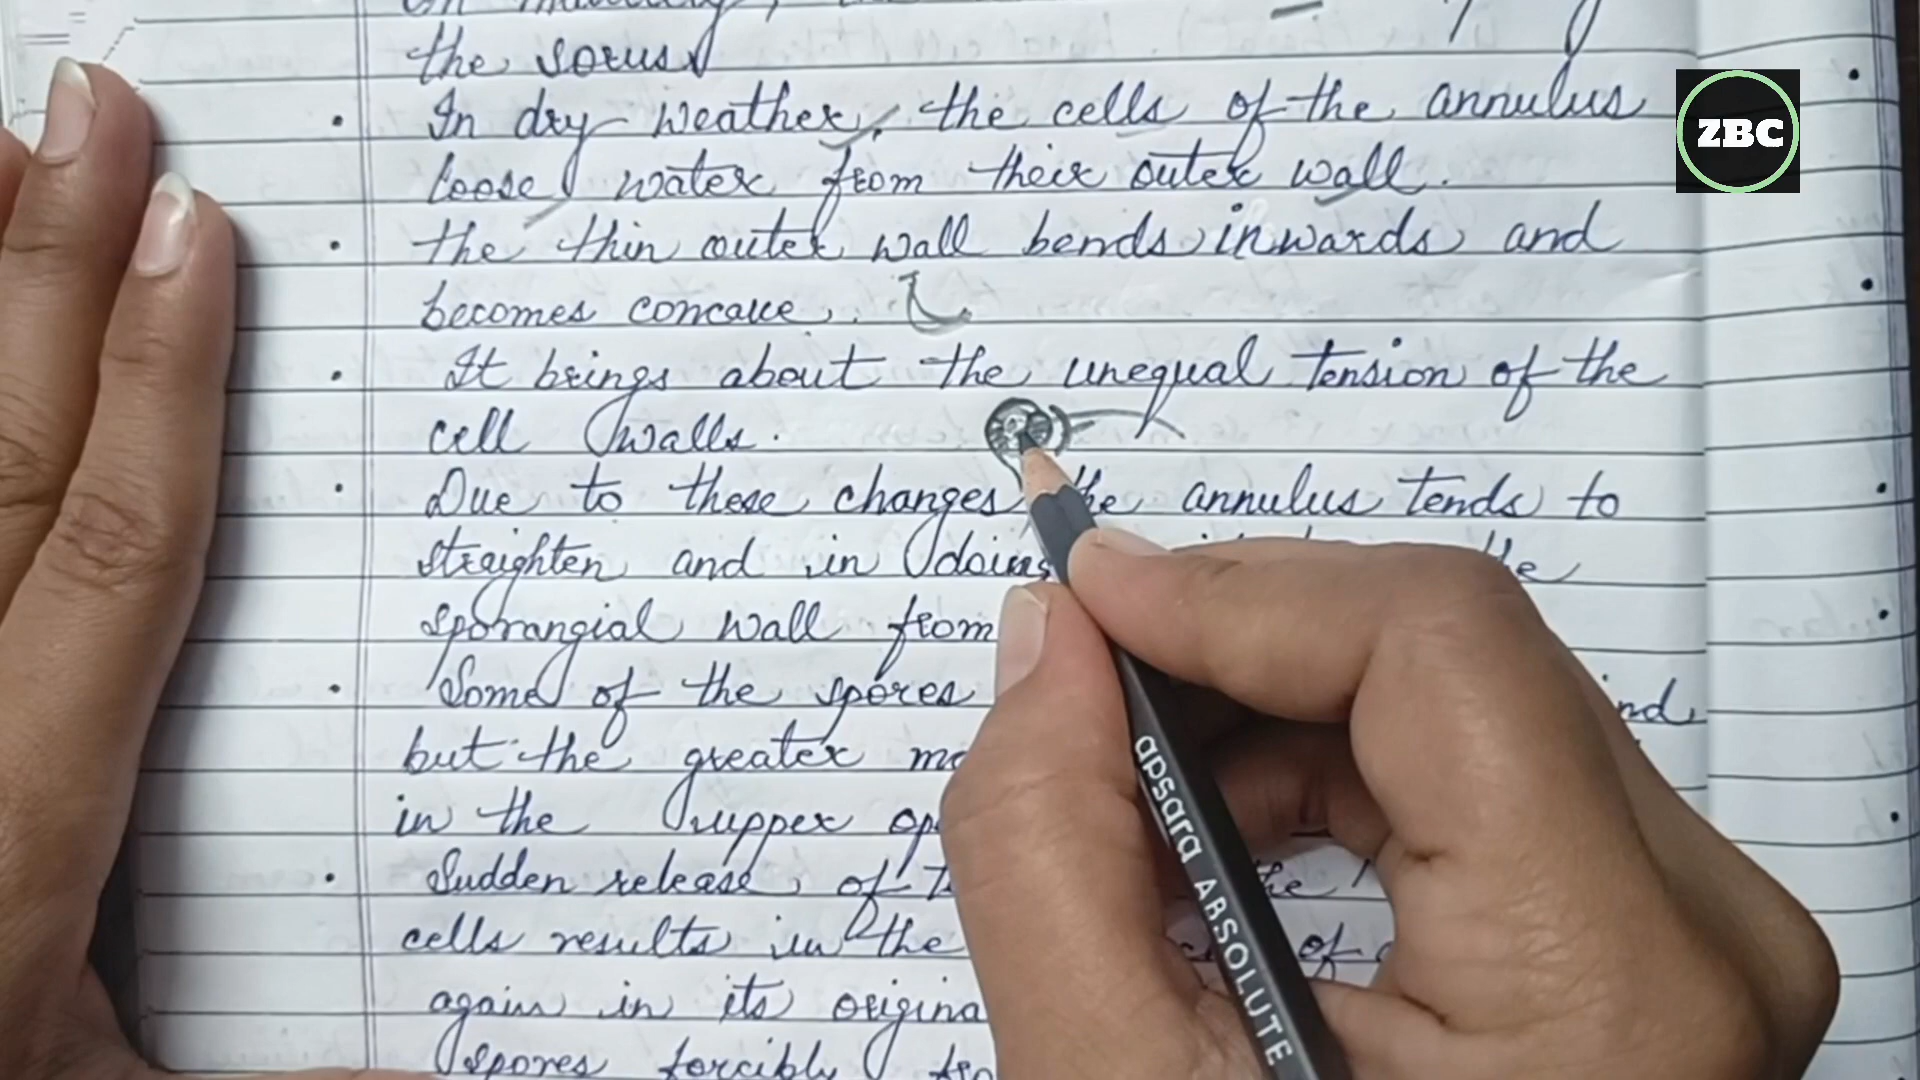 the sorus
ZBC
• In dry weather, the cells of the annulus
loose water from their outer wall.
• the thin outer wall bends inwards and
becomes concave.
• It brings about the unequal tension of the
cell walls.
• Due to these changes the annulus tends to
straighten and in doing
sporangial wall from
• Some of the spores
but the greater
in the upper
• Sudden release of the
cells results in the of
again in its
spores forcibly
apsara ABSOLUTE